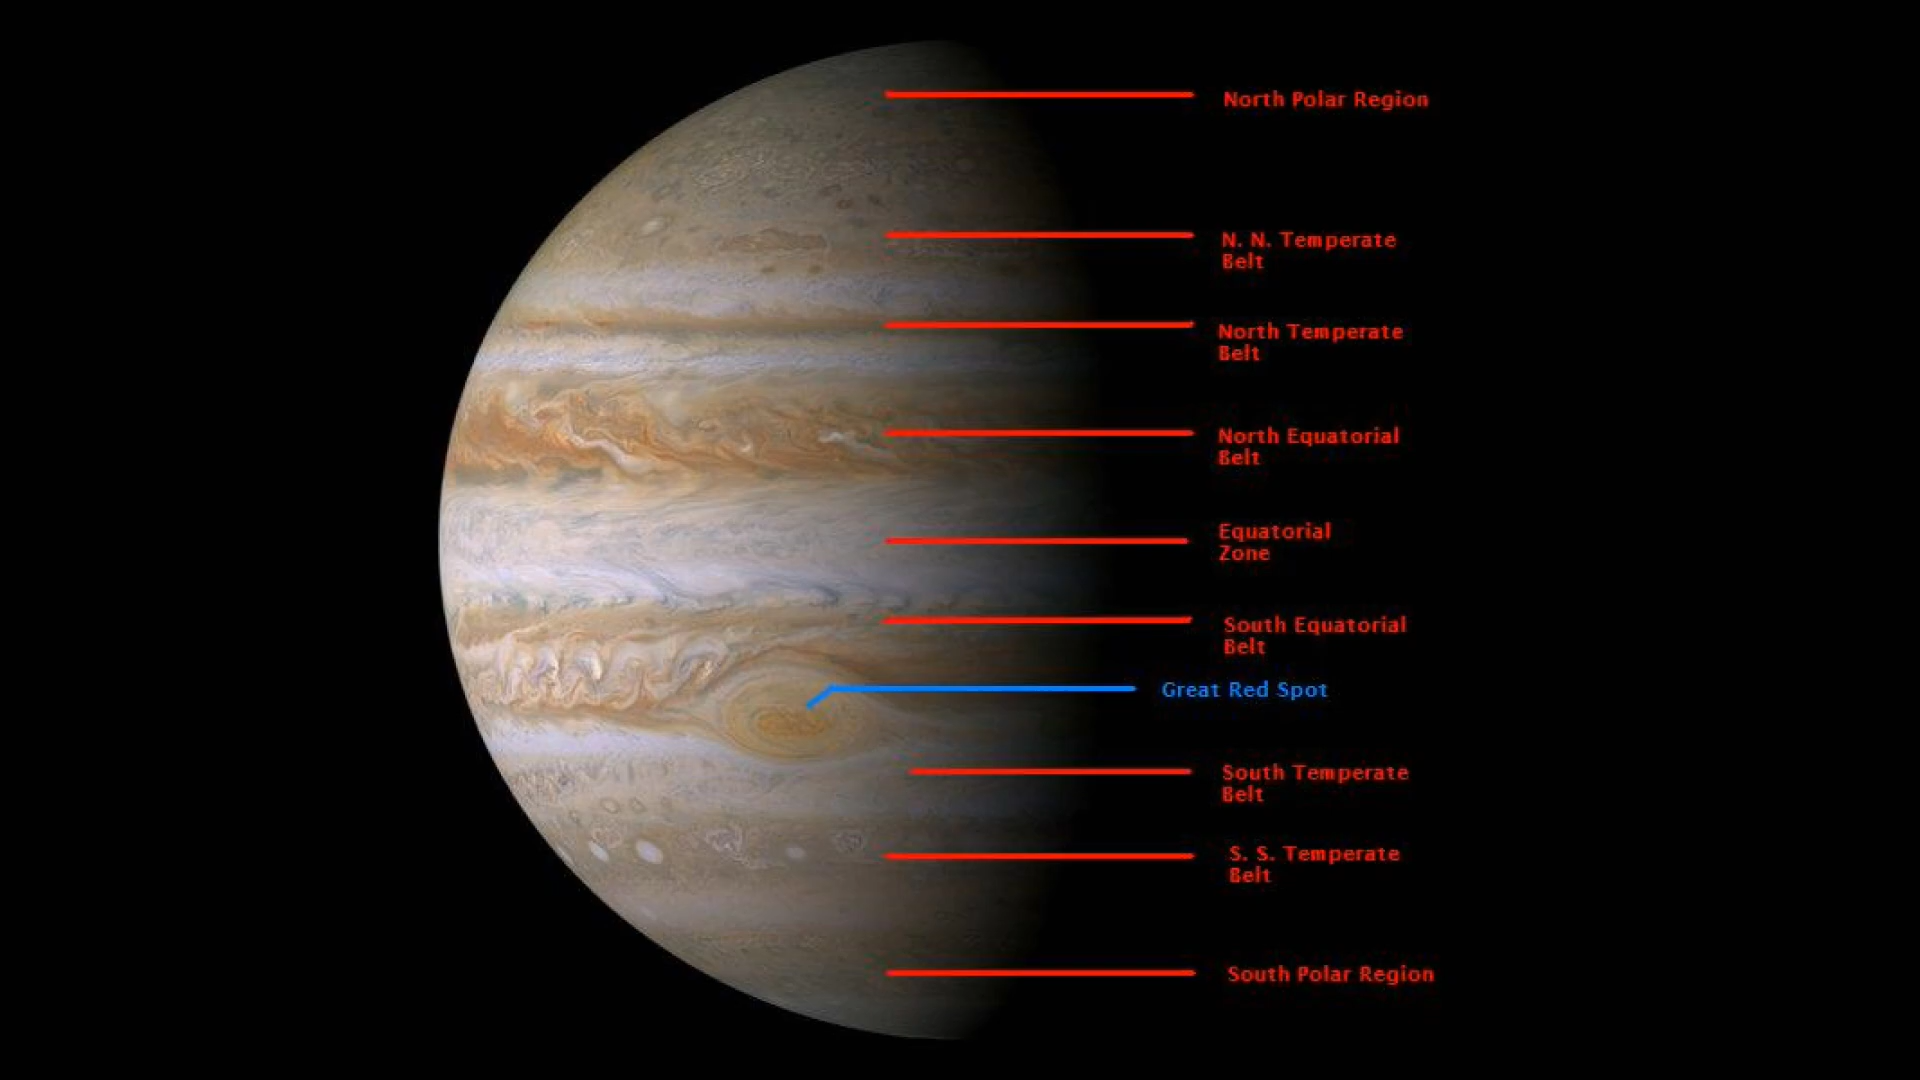 North Polar Region
N. N. Temperate
Belt
North Temperate
Belt
North Equatorial
Belt
Equatorial
Zone
South Equatorial
Belt
Great Red Spot
South Temperate
Belt
S. S. Temperate
Belt
South Polar Region